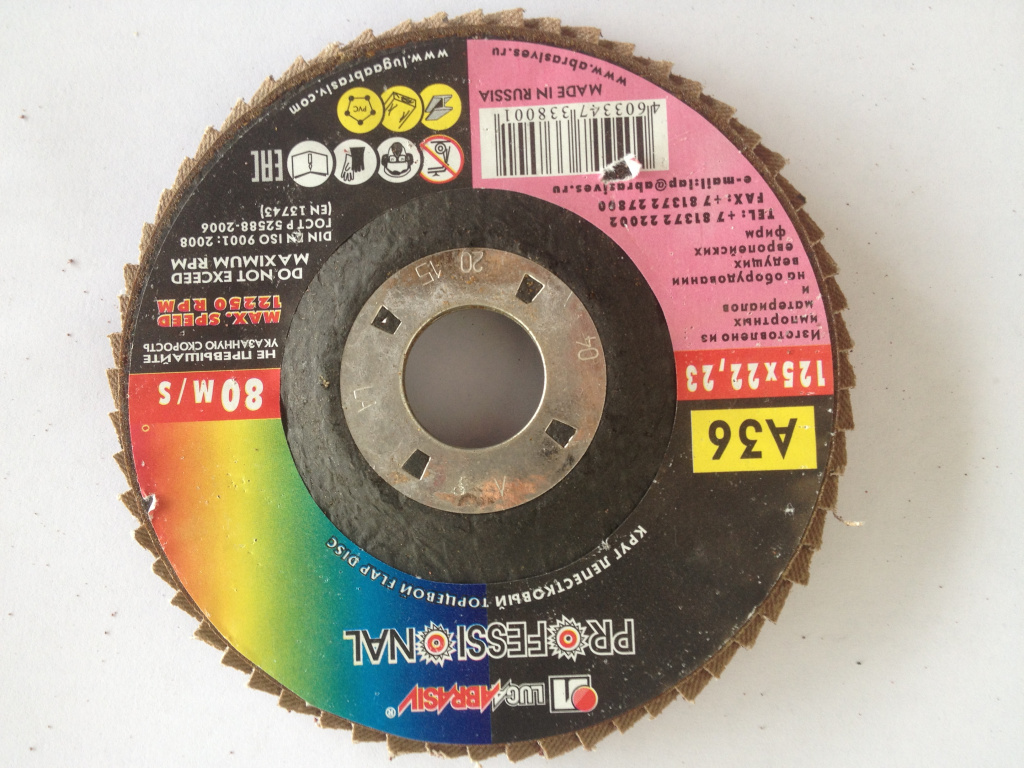 LUGAABRASIV®
PROFESSIONAL
КРУГ ЛЕПЕСТКОВЫЙ ТОРЦЕВОЙ FLAP DISC
A36
125x22,23
Изготовлено из
импортных
материалов
и
на оборудовании
ведущих
европейских
фирм
TEL: +7 81372 22002
FAX: +7 81372 27800
e-mail:lap@abrasives.ru
4603347338001
MADE IN RUSSIA
www.abrasives.ru
80 M/S
НЕ ПРЕВЫШАЙТЕ
УКАЗАННУЮ СКОРОСТЬ
MAX. SPEED
12250 RPM
DO NOT EXCEED
MAXIMUM RPM
DIN EN ISO 9001: 2008
ГОСТ Р 52588-2006
(EN 13743)
EAC
PVC
www.lugaabrasiv.com
04
2015